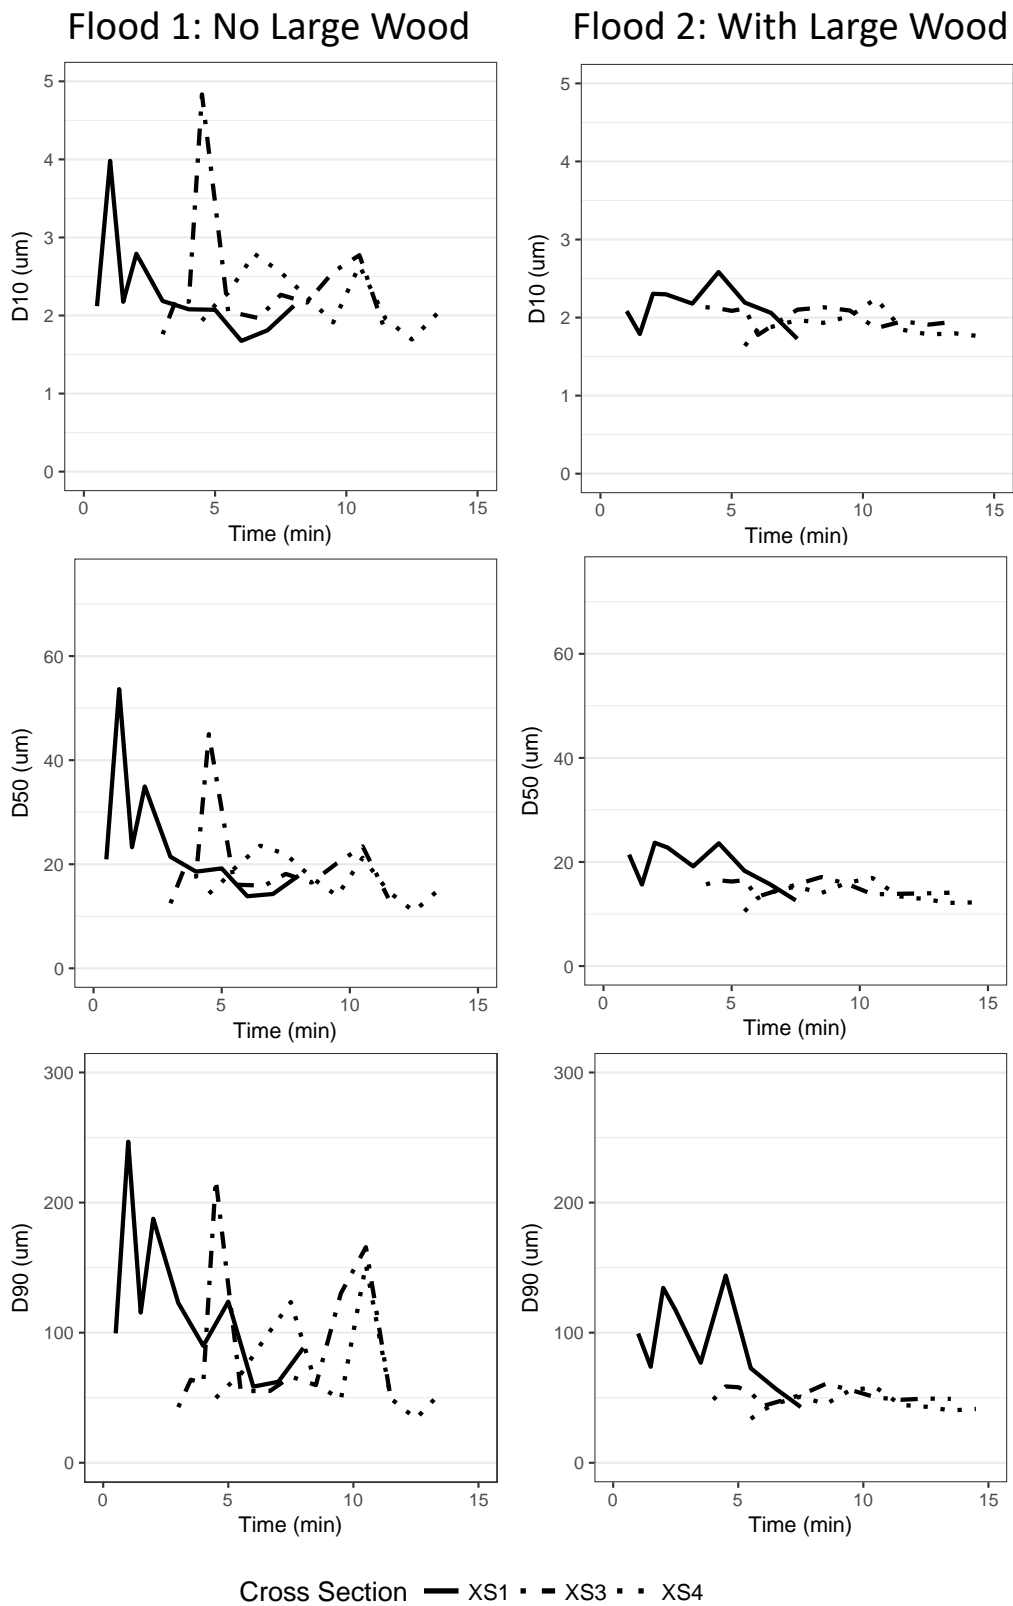 Flood 1: No Large Wood
Flood 2: With Large Wood
D10 (um)
5
4
3
2
1
0
0 5 10 15
Time (min)
D10 (um)
5
4
3
2
1
0
0 5 10 15
Time (min)
D50 (um)
60
40
20
0
0 5 10 15
Time (min)
D50 (um)
60
40
20
0
0 5 10 15
Time (min)
D90 (um)
300
200
100
0
0 5 10 15
Time (min)
D90 (um)
300
200
100
0
0 5 10 15
Time (min)
Cross Section XS1 XS3 XS4